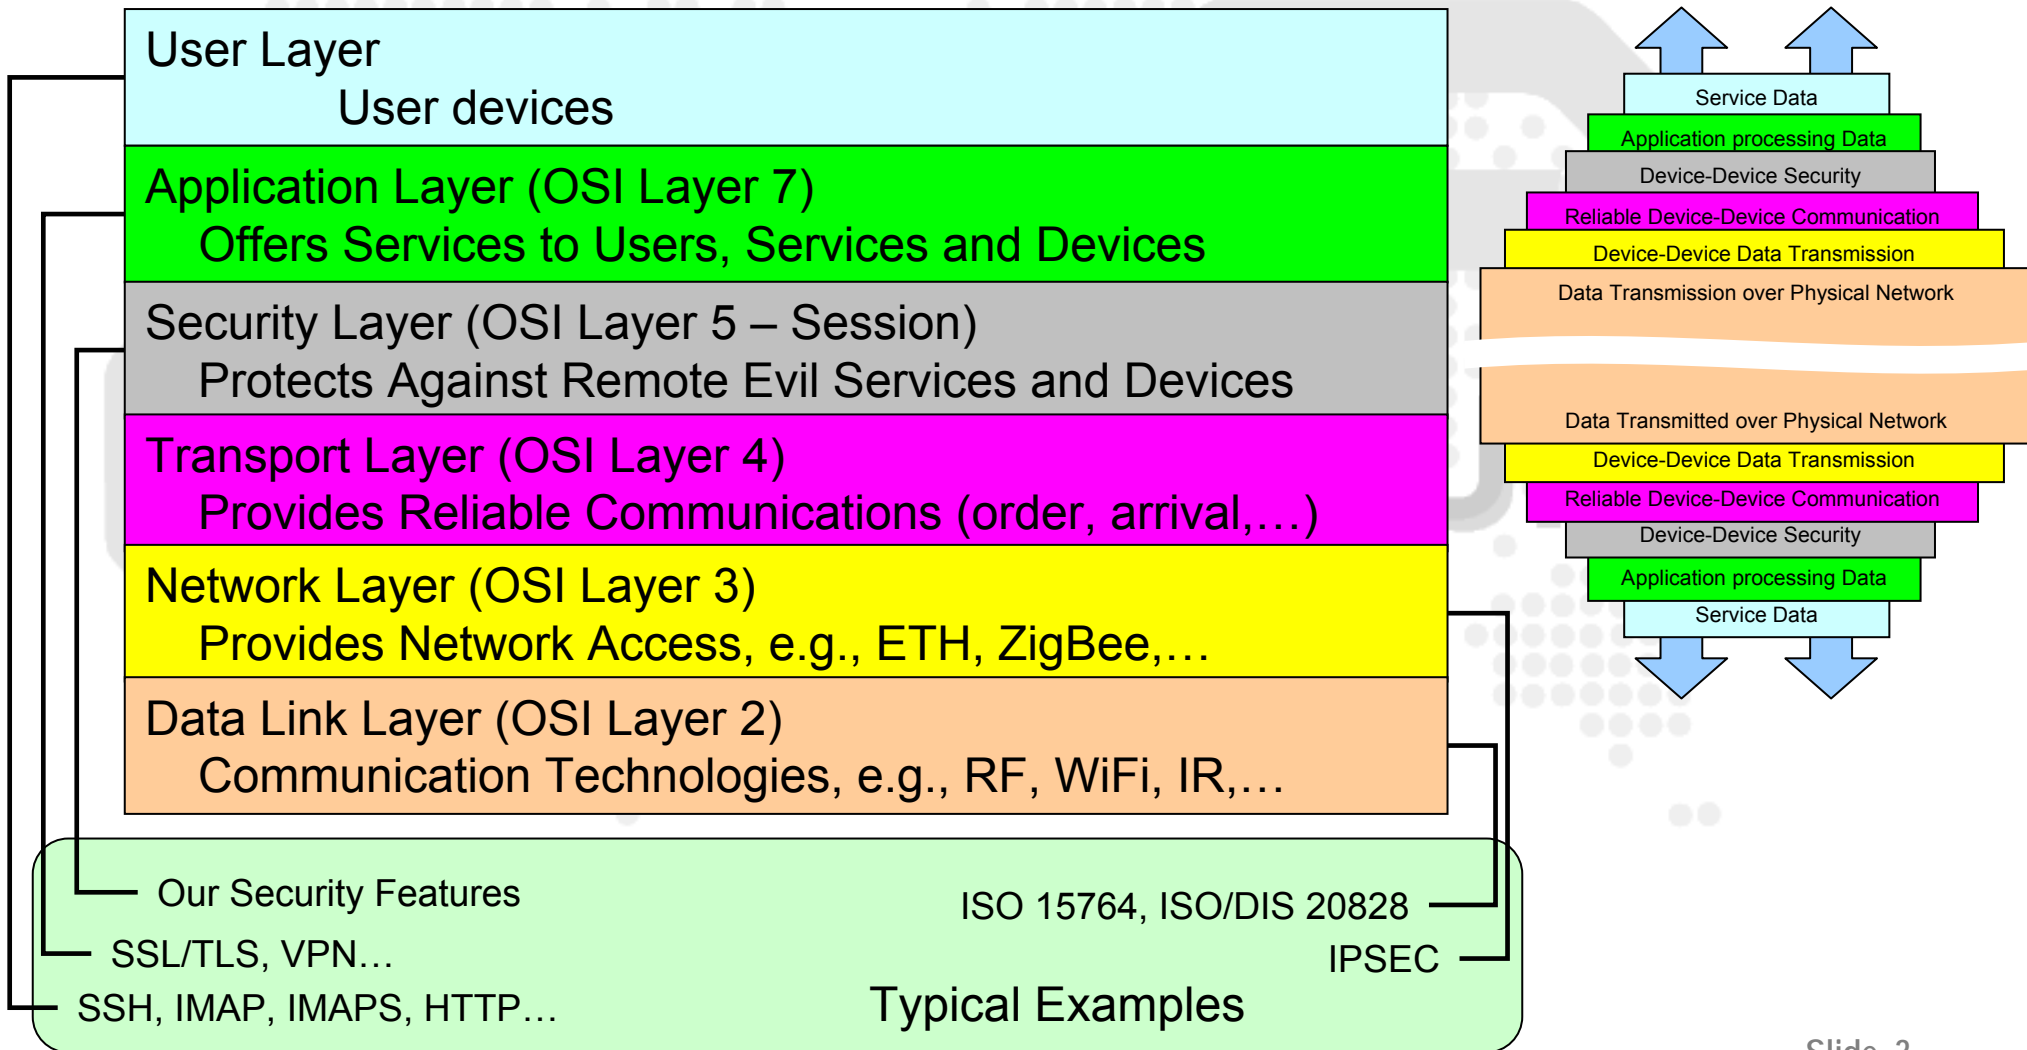 User Layer
User devices
Application Layer (OSI Layer 7)
Offers Services to Users, Services and Devices
Security Layer (OSI Layer 5 – Session)
Protects Against Remote Evil Services and Devices
Transport Layer (OSI Layer 4)
Provides Reliable Communications (order, arrival,…)
Network Layer (OSI Layer 3)
Provides Network Access, e.g., ETH, ZigBee,…
Data Link Layer (OSI Layer 2)
Communication Technologies, e.g., RF, WiFi, IR,…
Our Security Features
SSL/TLS, VPN…
SSH, IMAP, IMAPS, HTTP…
ISO 15764, ISO/DIS 20828
IPSEC
Typical Examples
Service Data
Application processing Data
Device-Device Security
Reliable Device-Device Communication
Device-Device Data Transmission
Data Transmission over Physical Network
Data Transmitted over Physical Network
Device-Device Data Transmission
Reliable Device-Device Communication
Device-Device Security
Application processing Data
Service Data
Slide 2